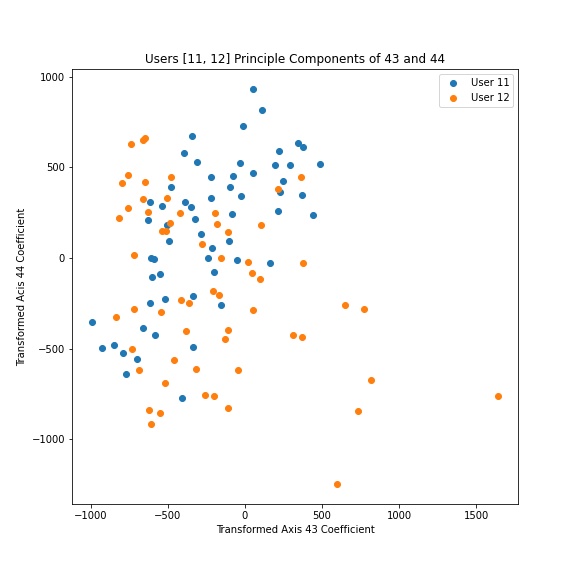 Users [11, 12] Principle Components of 43 and 44
User 11
User 12
1000
500
0
−500
−1000
Transformed Acis 44 Coefficient
−1000 −500 0 500 1000 1500
Transformed Axis 43 Coefficient